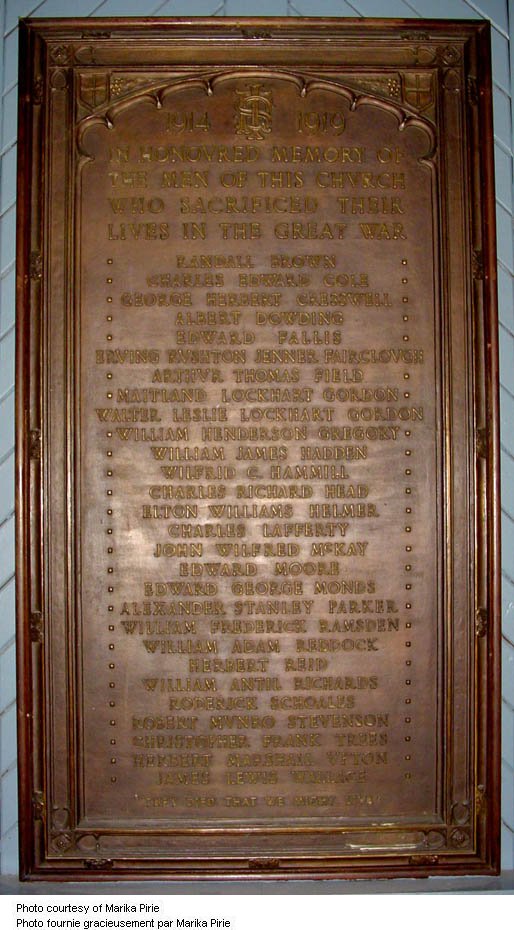 1914 IHS 1919
IN HONOVRED MEMORY OF
THE MEN OF THIS CHVRCH
WHO SACRIFICED THEIR
LIVES IN THE GREAT WAR
RANDALL BROWN
CHARLES EDWARD COLE
GEORGE HERBERT CRESSWELL
ALBERT DOWDING
EDWARD FALLIS
ERVING RVSHTON SENNER FAIRCLOVGH
ARTHVR THOMAS FIELD
MAITLAND LOCKHART GORDON
WALTER LESLIE LOCKHART GORDON
WILLIAM HENDERSON GREGORY
WILLIAM JAMES HADDEN
WILFRID C. HAMMILL
CHARLES RICHARD HEAD
ELTON WILLIAMS HELMER
CHARLES LAFFERTY
JOHN WILFRED McKAY
EDWARD MOORE
EDWARD GEORGE MONDS
ALEXANDER STANLEY PARKER
WILLIAM FREDERICK RAMSDEN
WILLIAM ADAM REDDOCK
HERBERT REID
WILLIAM ANTIL RICHARDS
RODERICK SCHOALES
ROBERT MVNRO STEVENSON
CHRISTOPHER FRANK TREES
HERBERT MARSHALL VPTON
JAMES LEWIS WALLACE
"THEY DIED THAT WE MIGHT LIVE"
Photo courtesy of Marika Pirie
Photo fournie gracieusement par Marika Pirie